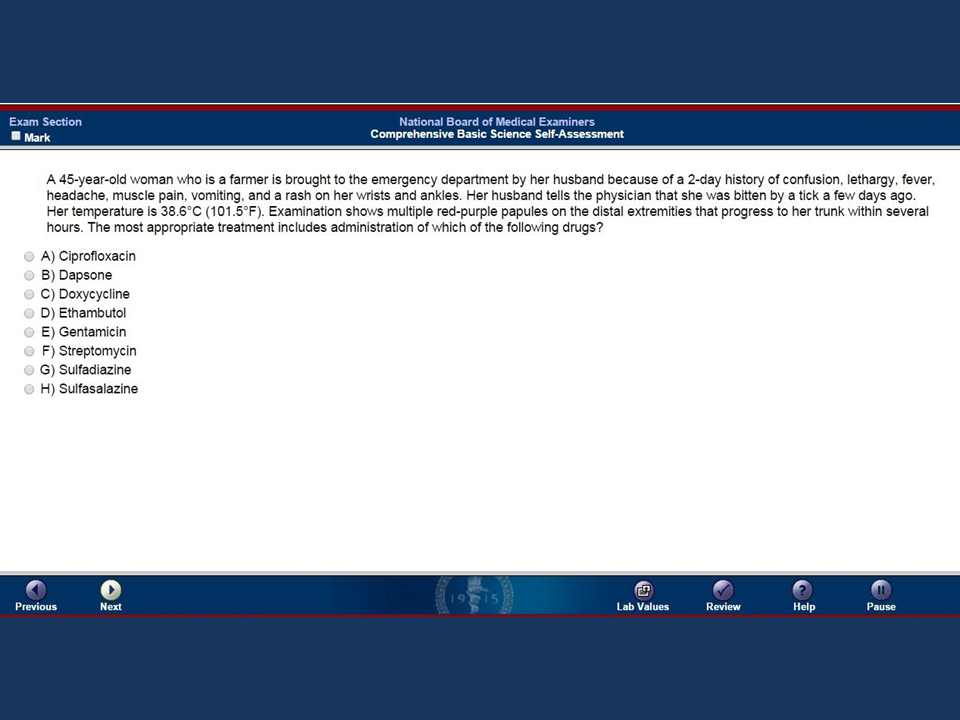 Exam Section
National Board of Medical Examiners
Mark
Comprehensive Basic Science Self-Assessment
A 45-year-old woman who is a farmer is brought to the emergency department by her husband because of a 2-day history of confusion, lethargy, fever,
headache, muscle pain, vomiting, and a rash on her wrists and ankles. Her husband tells the physician that she was bitten by a tick a few days ago.
Her temperature is 38.6°C (101.5°F). Examination shows multiple red-purple papules on the distal extremities that progress to her trunk within several
hours. The most appropriate treatment includes administration of which of the following drugs?
A) Ciprofloxacin
B) Dapsone
C) Doxycycline
D) Ethambutol
E) Gentamicin
F) Streptomycin
G) Sulfadiazine
H) Sulfasalazine
1915
Previous
Next
Lab Values
Review
Help
Pause